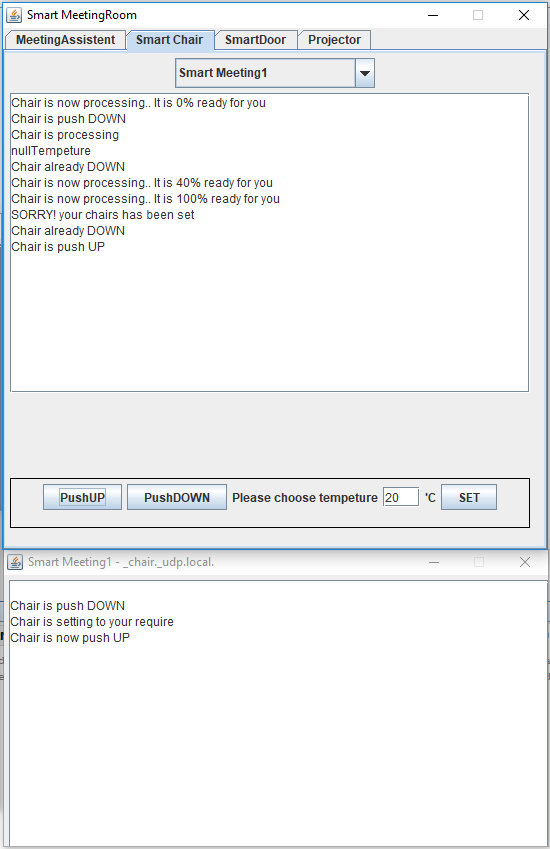 Smart MeetingRoom
MeetingAssistent Smart Chair SmartDoor Projector
Smart Meeting1
Chair is now processing.. It is 0% ready for you
Chair is push DOWN
Chair is processing
nullTempeture
Chair already DOWN
Chair is now processing.. It is 40% ready for you
Chair is now processing.. It is 100% ready for you
SORRY! your chairs has been set
Chair already DOWN
Chair is push UP
PushUP PushDOWN Please choose tempeture 20 'C SET
Smart Meeting1 - _chair._udp.local.
Chair is push DOWN
Chair is setting to your require
Chair is now push UP